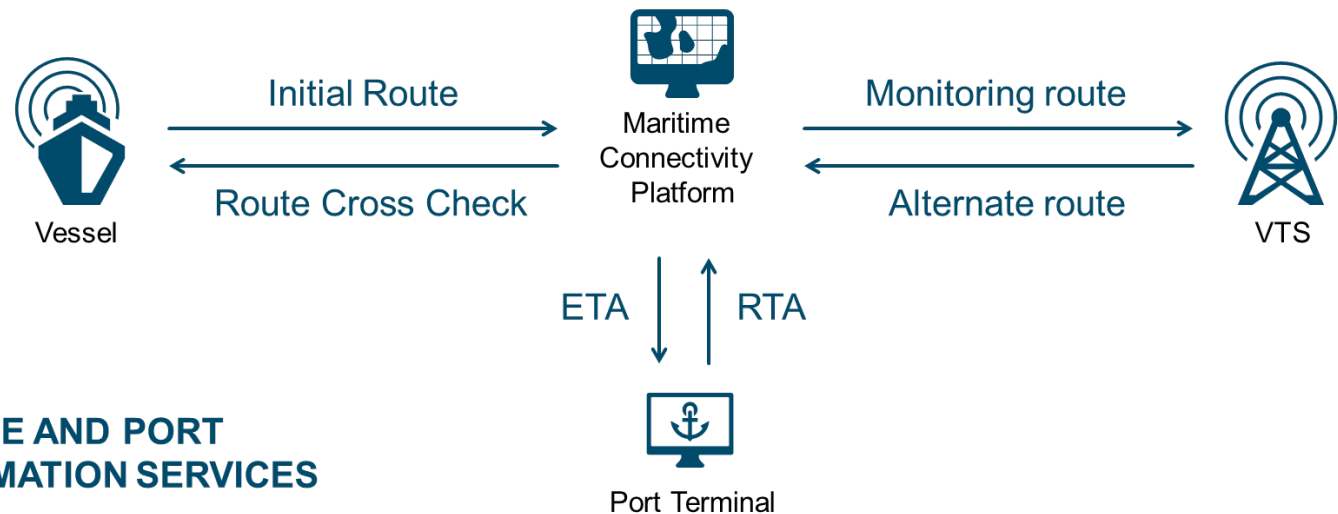 Initial Route
Route Cross Check
Vessel
Maritime
Connectivity
Platform
Monitoring route
Alternate route
VTS
ETA
RTA
E AND PORT
MATION SERVICES
Port Terminal